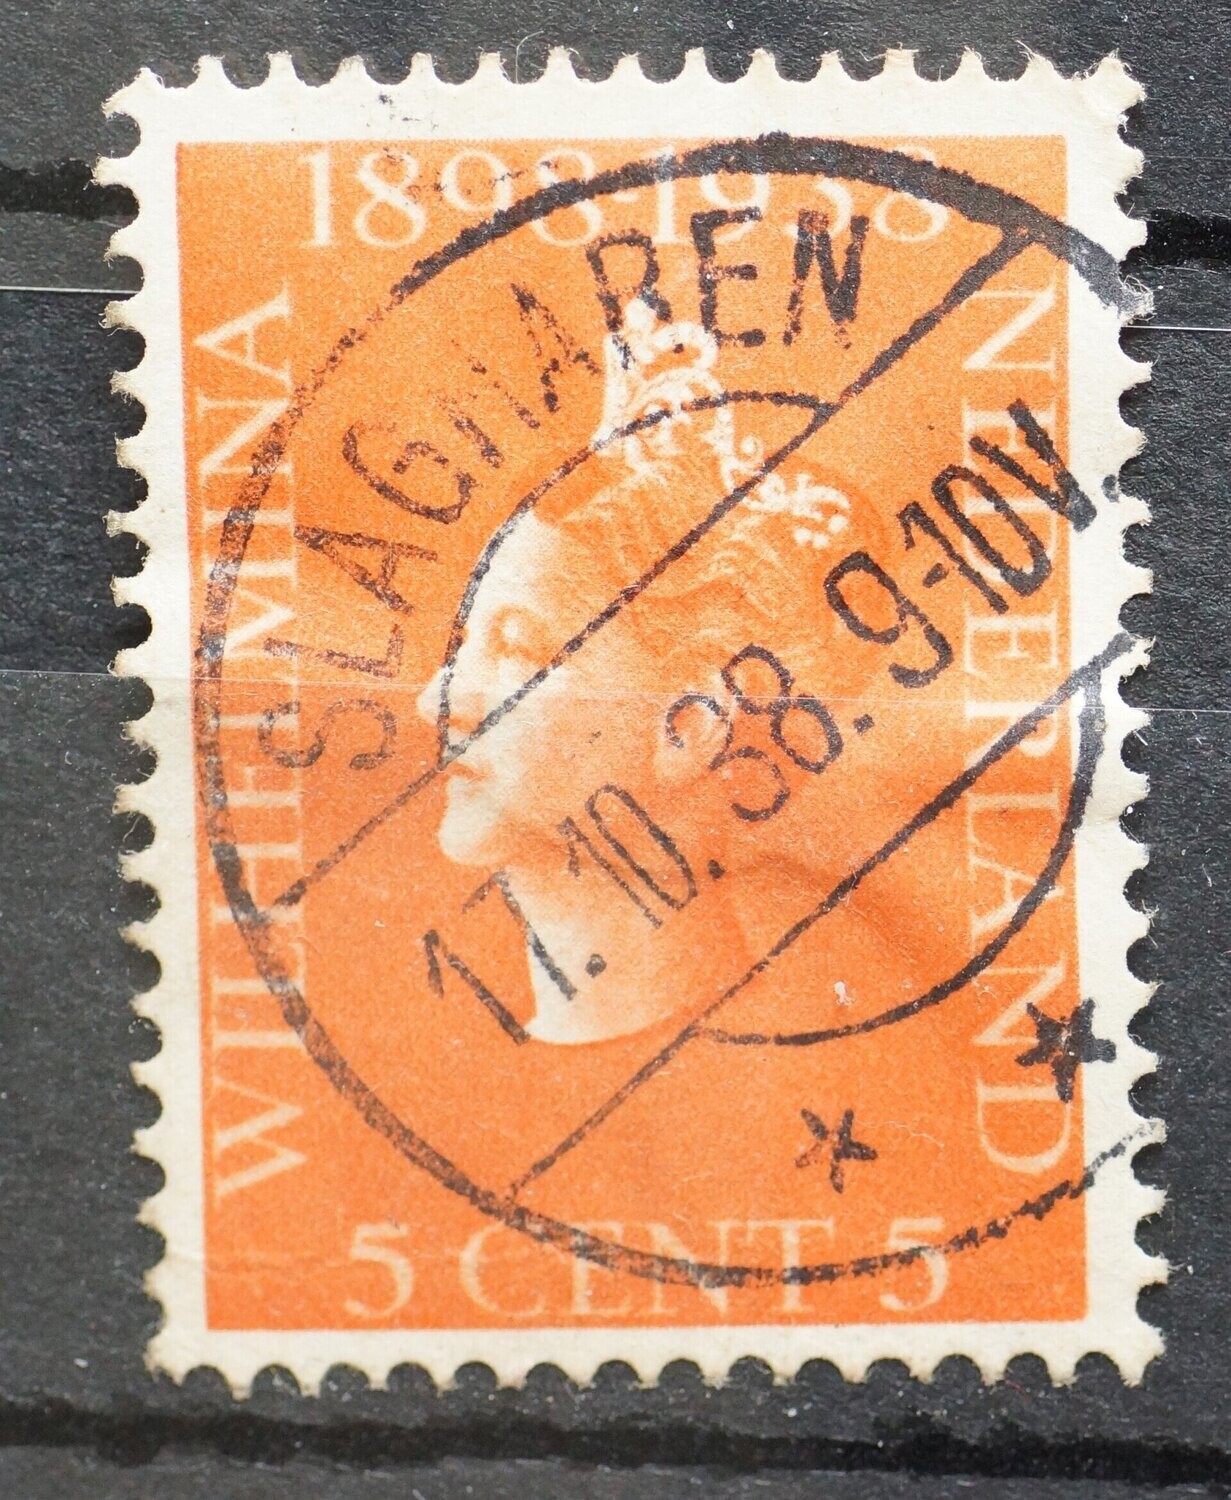 1898-1938
WILHELMINA
NEDERLAND
5 CENT 5
SLAGHAREN
17.10.38. 9-10V.